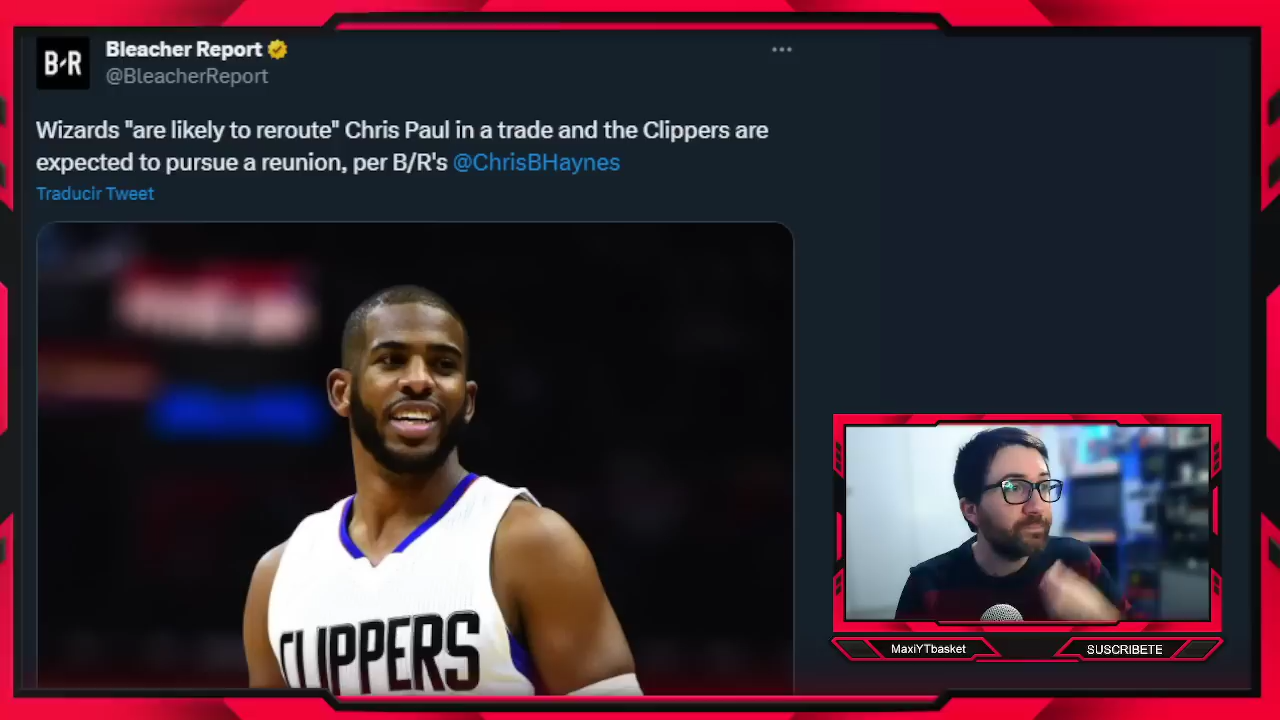 B/R
Bleacher Report
@BleacherReport
Wizards "are likely to reroute" Chris Paul in a trade and the Clippers are
expected to pursue a reunion, per B/R's @ChrisBHaynes
Traducir Tweet
CLIPPERS
MaxiYTbasket
SUSCRIBETE